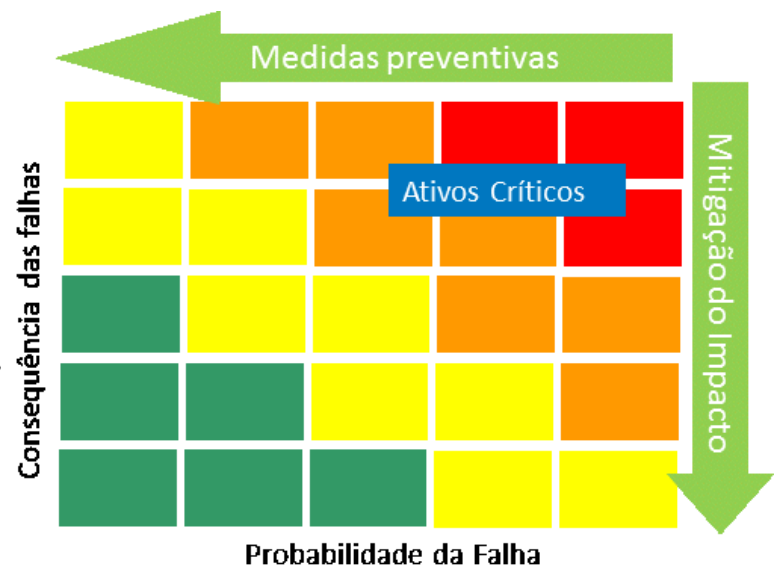 Medidas preventivas
Consequência das falhas
Ativos Críticos
Mitigação do Impacto
Probabilidade da Falha